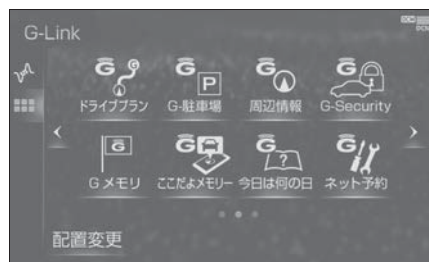 G-Link
DCM
ドライブプラン G-駐車場 周辺情報 G-Security
P
G メモリ ここだよメモリー 今日は何の日 ネット予約
配置変更